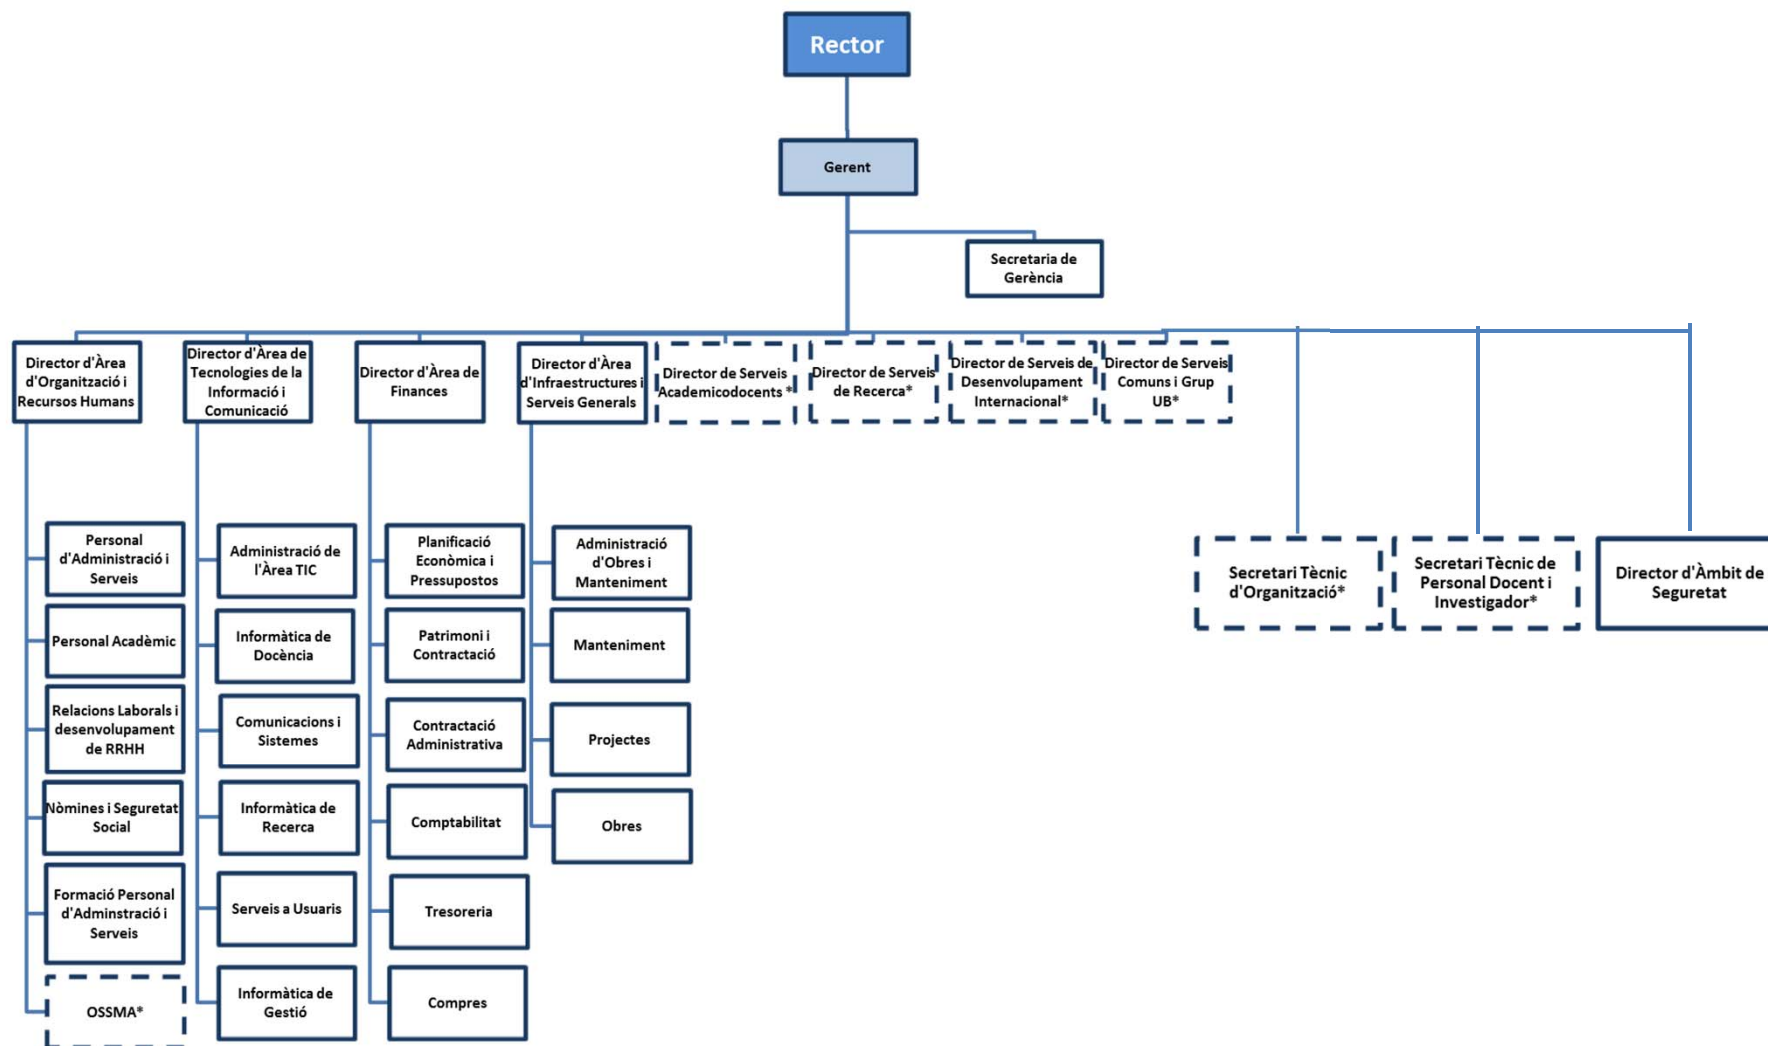 Rector
Gerent
Secretaria de
Gerència
Director d'Àrea
d'Organització i
Recursos Humans
Director d'Àrea de
Tecnologies de la
Informació i
Comunicació
Director d'Àrea de
Finances
Director d'Àrea
d'Infraestructures i
Serveis Generals
Director de Serveis
Academicodocents *
Director de Serveis
de Recerca*
Director de Serveis de
Desenvolupament
Internacional*
Director de Serveis
Comuns i Grup
UB*
Personal
d'Administració i
Serveis
Personal Acadèmic
Relacions Laborals i
desenvolupament
de RRHH
Nòmines i Seguretat
Social
Formació Personal
d'Adminstració i
Serveis
OSSMA*
Administració de
l'Àrea TIC
Informàtica de
Docència
Comunicacions i
Sistemes
Informàtica de
Recerca
Serveis a Usuaris
Informàtica de
Gestió
Planificació
Econòmica i
Pressupostos
Patrimoni i
Contractació
Contractació
Administrativa
Comptabilitat
Tresoreria
Compres
Administració
d'Obres i
Manteniment
Manteniment
Projectes
Obres
Secretari Tècnic
d'Organització*
Secretari Tècnic de
Personal Docent i
Investigador*
Director d'Àmbit de
Seguretat